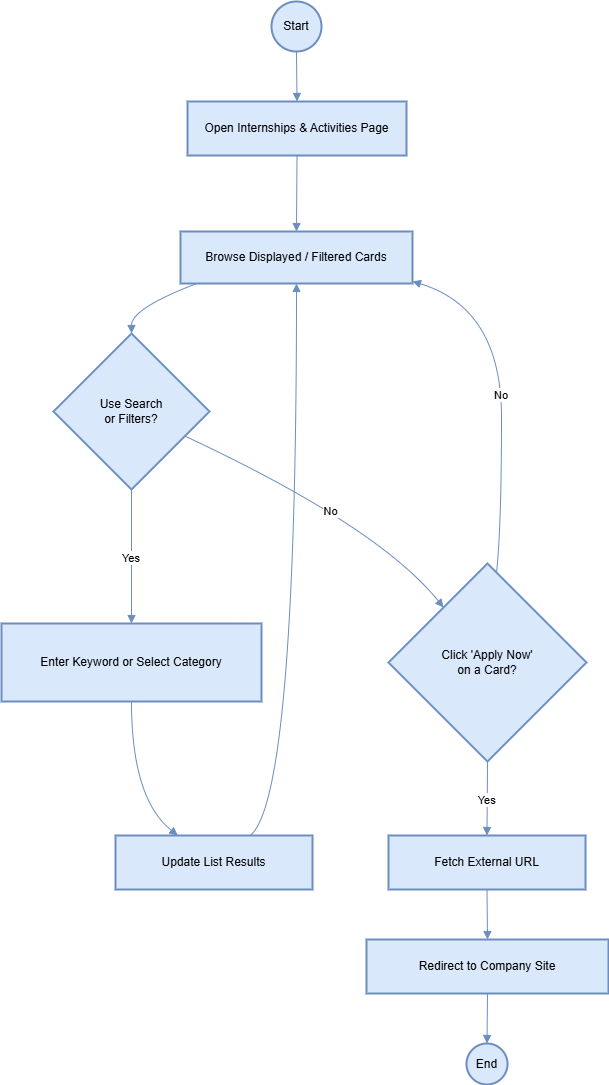 Start
Open Internships & Activities Page
Browse Displayed / Filtered Cards
Use Search
or Filters?
No
No
Yes
Enter Keyword or Select Category
Click 'Apply Now'
on a Card?
Yes
Update List Results
Fetch External URL
Redirect to Company Site
End